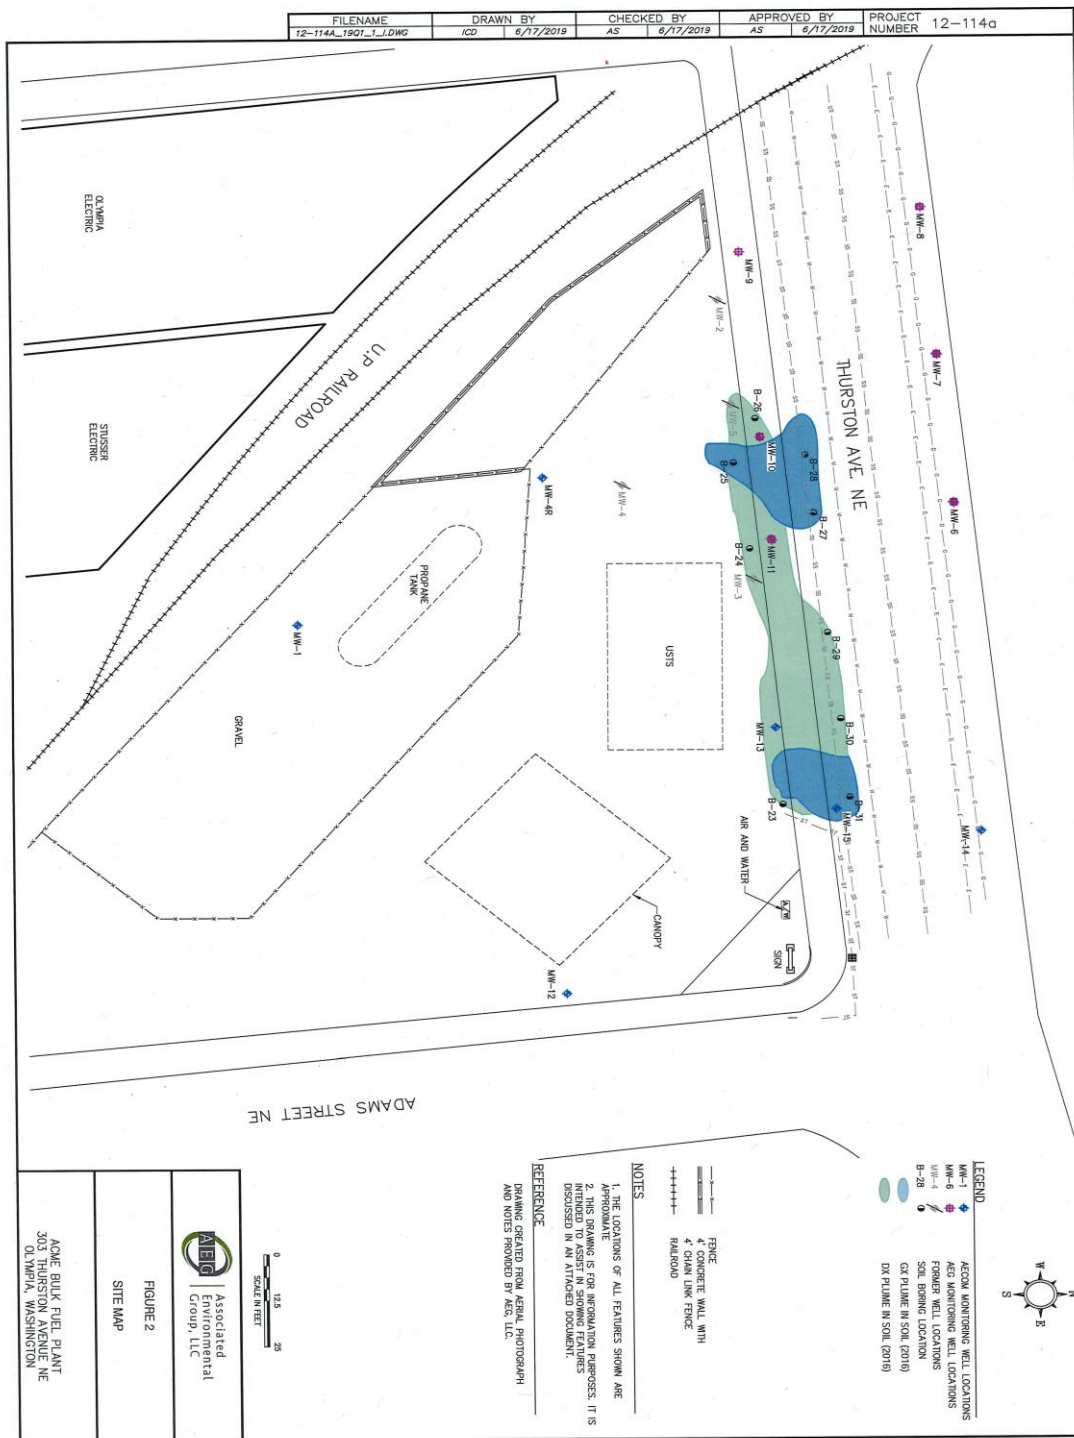 FILENAME
DRAWN BY
CHECKED BY
APPROVED BY
PROJECT NUMBER
12-114a
12-114A_19Q1_1_I.DWG
JCD
6/17/2019
AS
6/17/2019
AS
6/17/2019
OLYMPIA
ELECTRIC
STUSSER
ELECTRIC
U.P. RAILROAD
THURSTON AVE. NE
MW-8
MW-7
MW-6
MW-14
MW-9
MW-2
B-26
MW-5
MW-10
B-25
B-28
B-27
MW-11
B-24
MW-3
B-29
B-30
MW-13
B-31
MW-15
B-23
MW-4R
MW-4
PROPANE
TANK
USTS
MW-1
GRAVEL
AIR AND WATER
A/W
SIGN
CANOPY
MW-12
ADAMS STREET NE
N
W
E
S
LEGEND
MW-1 AECOM MONITORING WELL LOCATIONS
MW-6 AEG MONITORING WELL LOCATIONS
MW-4 FORMER WELL LOCATIONS
B-28 SOIL BORING LOCATION
GX PLUME IN SOIL (2016)
DX PLUME IN SOIL (2016)
FENCE
4' CONCRETE WALL WITH
4' CHAIN LINK FENCE
RAILROAD
NOTES
1. THE LOCATIONS OF ALL FEATURES SHOWN ARE
APPROXIMATE
2. THIS DRAWING IS FOR INFORMATION PURPOSES. IT IS
INTENDED TO ASSIST IN SHOWING FEATURES
DISCUSSED IN AN ATTACHED DOCUMENT.
REFERENCE
DRAWING CREATED FROM AERIAL PHOTOGRAPH
AND NOTES PROVIDED BY AEG, LLC.
0 12.5 25
SCALE IN FEET
AEG
Associated
Environmental
Group, LLC
FIGURE 2
SITE MAP
ACME BULK FUEL PLANT
303 THURSTON AVENUE NE
OLYMPIA, WASHINGTON